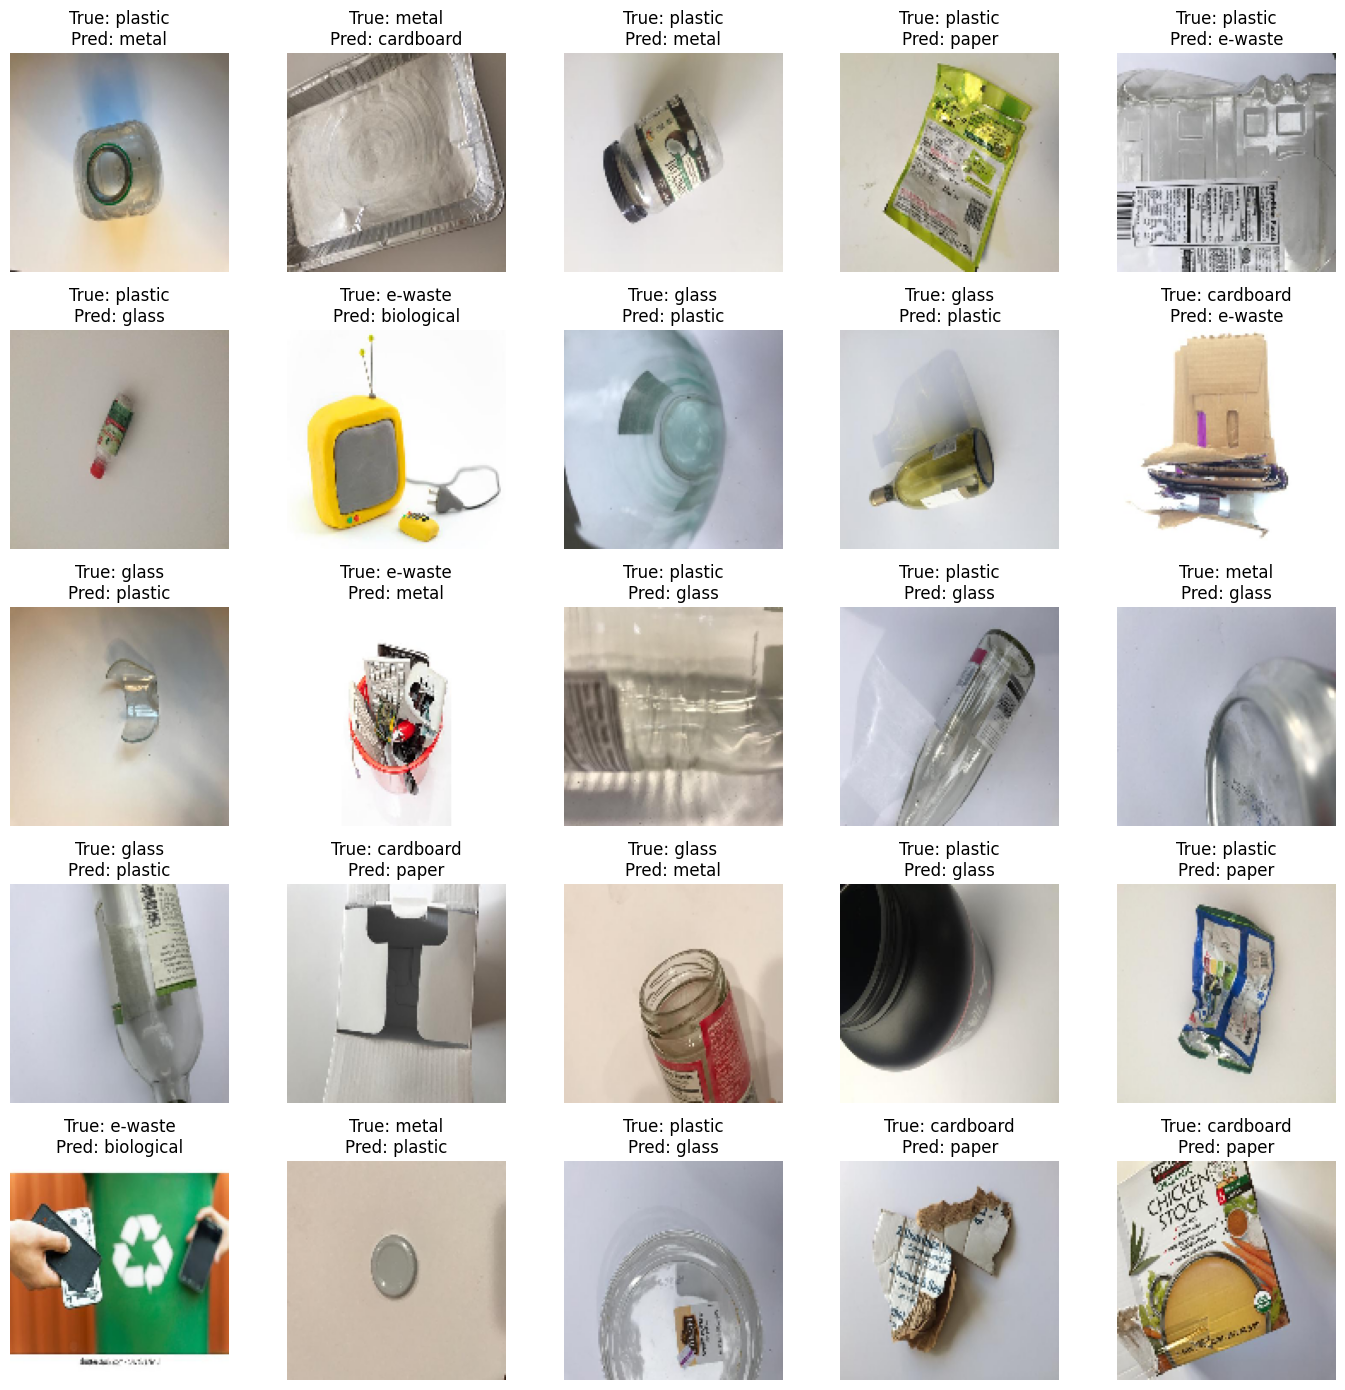 True: plastic
Pred: metal
True: metal
Pred: cardboard
True: plastic
Pred: metal
True: plastic
Pred: paper
True: plastic
Pred: e-waste
True: plastic
Pred: glass
True: e-waste
Pred: biological
True: glass
Pred: plastic
True: glass
Pred: plastic
True: cardboard
Pred: e-waste
True: glass
Pred: plastic
True: e-waste
Pred: metal
True: plastic
Pred: glass
True: plastic
Pred: glass
True: metal
Pred: glass
True: glass
Pred: plastic
True: cardboard
Pred: paper
True: glass
Pred: metal
True: plastic
Pred: glass
True: plastic
Pred: paper
True: e-waste
Pred: biological
True: metal
Pred: plastic
True: plastic
Pred: glass
True: cardboard
Pred: paper
True: cardboard
Pred: paper
CHICKEN
STOCK